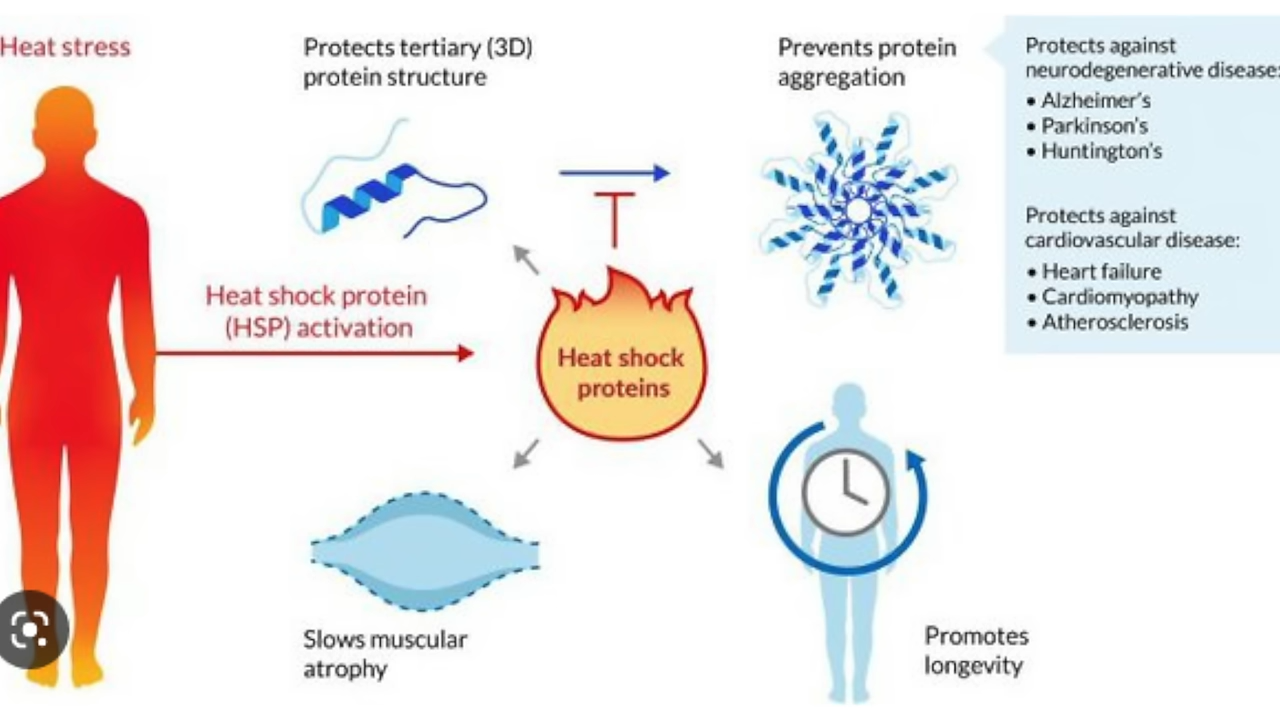 Heat stress
Protects tertiary (3D)
protein structure
Prevents protein
aggregation
Protects against
neurodegenerative disease:
• Alzheimer's
• Parkinson's
• Huntington's
Protects against
cardiovascular disease:
• Heart failure
• Cardiomyopathy
• Atherosclerosis
Heat shock protein
(HSP) activation
Heat shock
proteins
Slows muscular
atrophy
Promotes
longevity